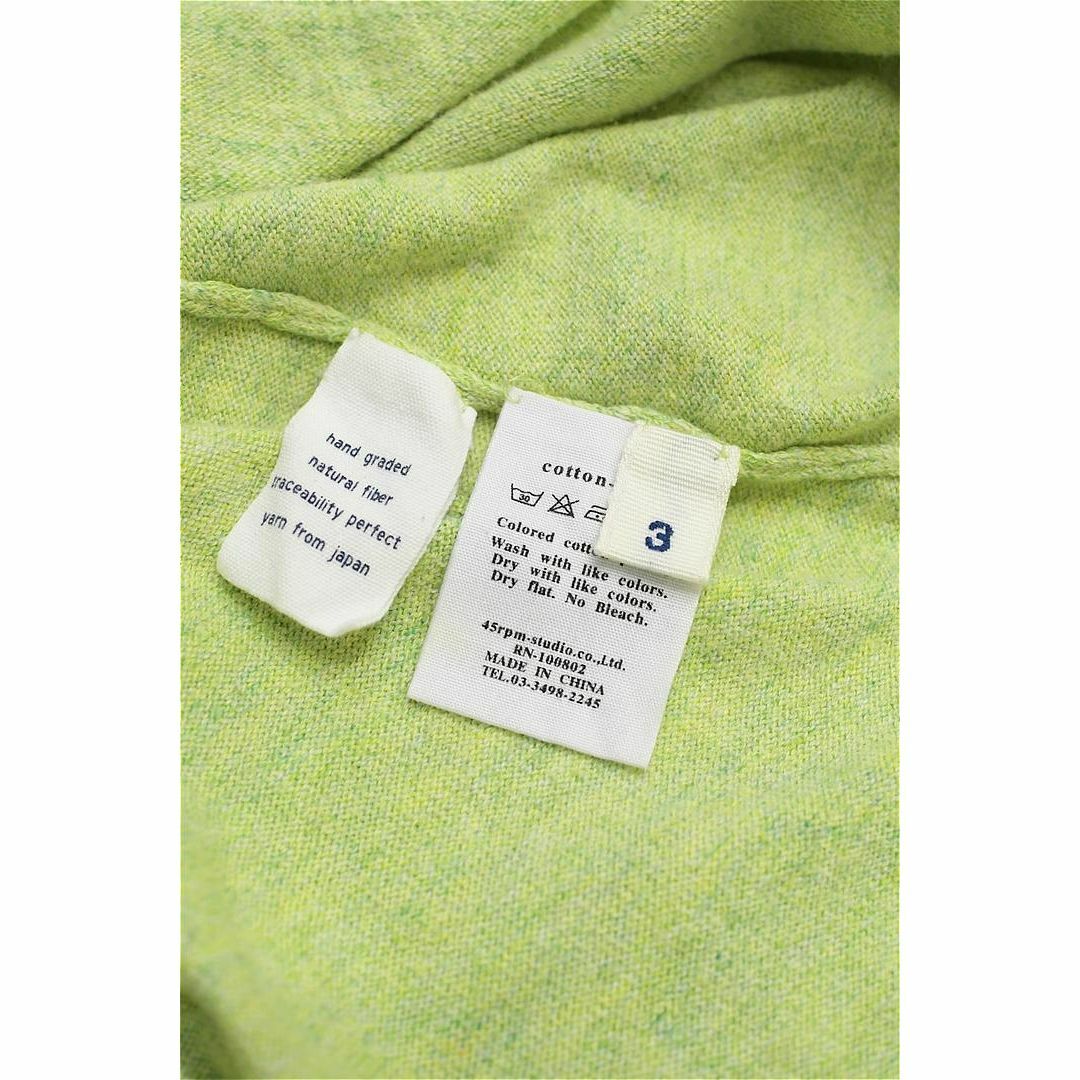 hand graded
natural fiber
traceability perfect
yarn from japan
cotton-
30
Colored
Wash with like colors.
Dry with like colors.
Dry flat. No Bleach.
45rpm-studio.co.,Ltd.
RN-100802
MADE IN CHINA
TEL.03-3498-2245
3